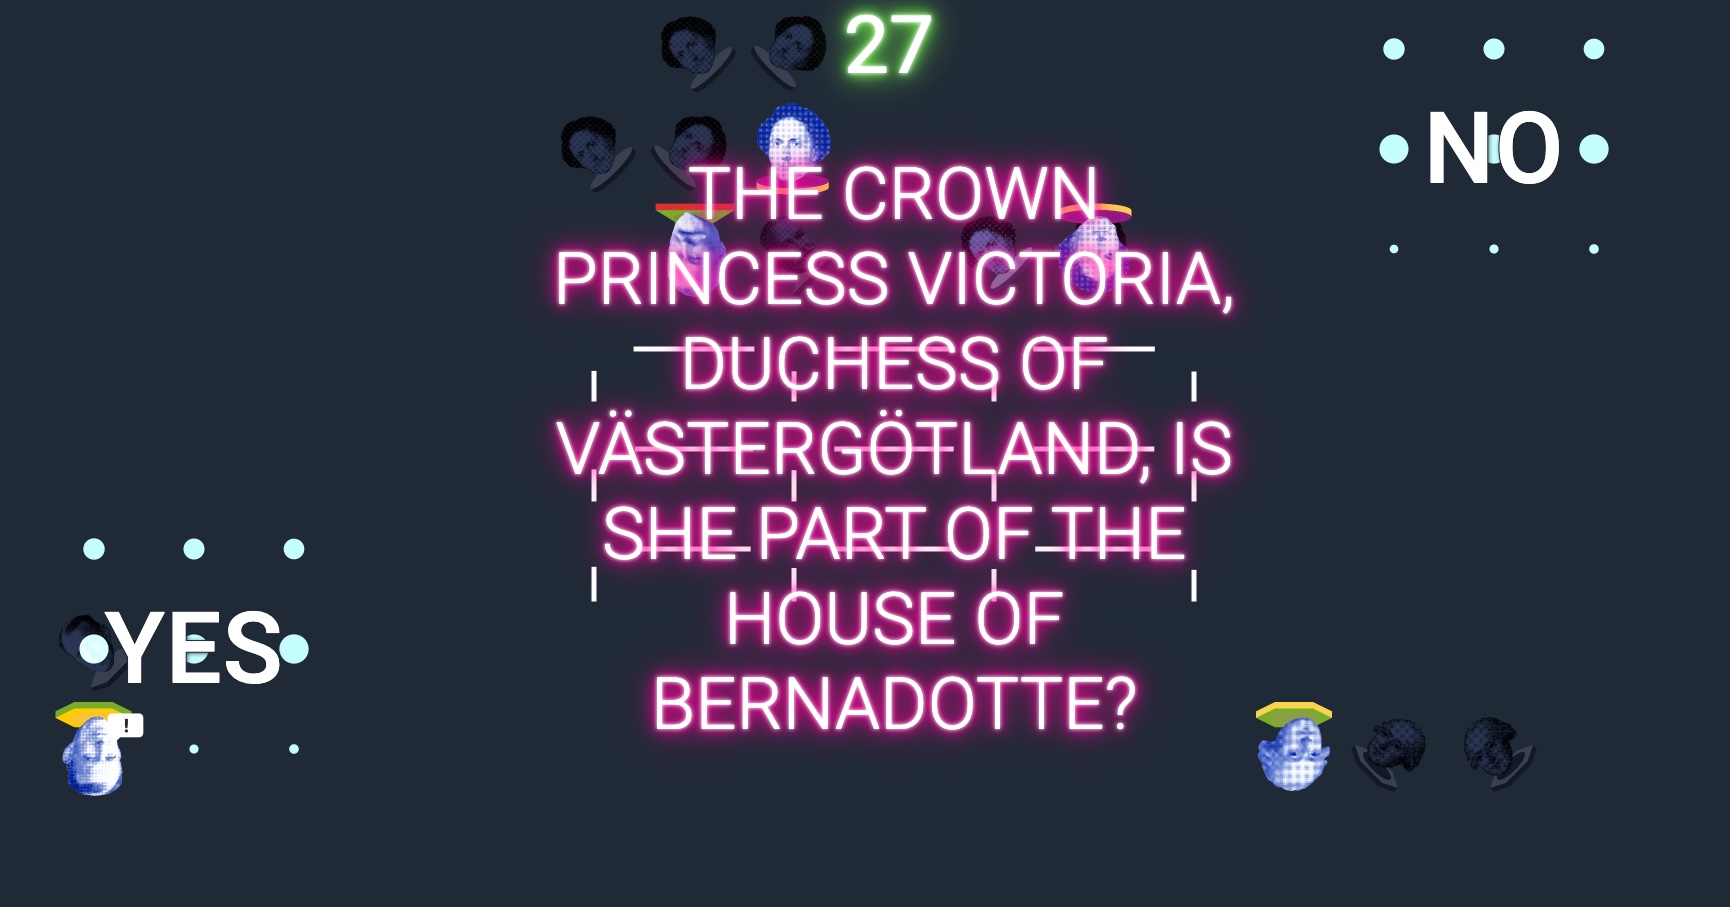 27
NO
THE CROWN
PRINCESS VICTORIA,
DUCHESS OF
VÄSTERGÖTLAND, IS
SHE PART OF THE
HOUSE OF
BERNADOTTE?
YES
!